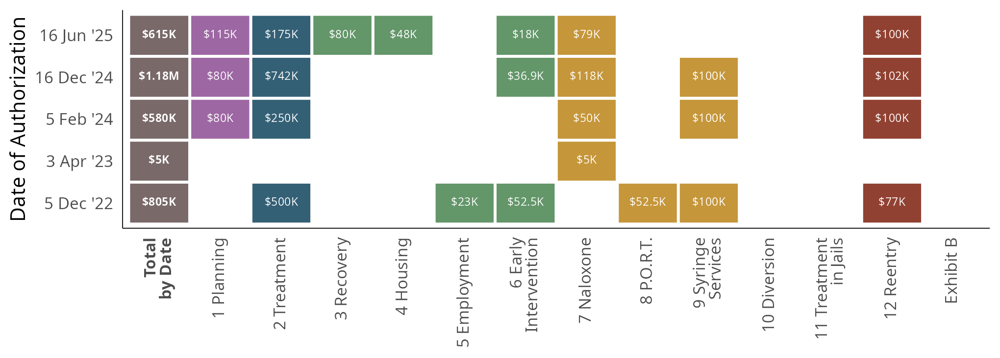 Date of Authorization
16 Jun '25
$615K
$115K
$175K
$80K
$48K
$18K
$79K
$100K
16 Dec '24
$1.18M
$80K
$742K
$36.9K
$118K
$100K
$102K
5 Feb '24
$580K
$80K
$250K
$50K
$100K
$100K
3 Apr '23
$5K
$5K
5 Dec '22
$805K
$500K
$23K
$52.5K
$52.5K
$100K
$77K
Total
by Date
1 Planning
2 Treatment
3 Recovery
4 Housing
5 Employment
6 Early
Intervention
7 Naloxone
8 P.O.R.T.
9 Syringe
Services
10 Diversion
11 Treatment
in Jails
12 Reentry
Exhibit B